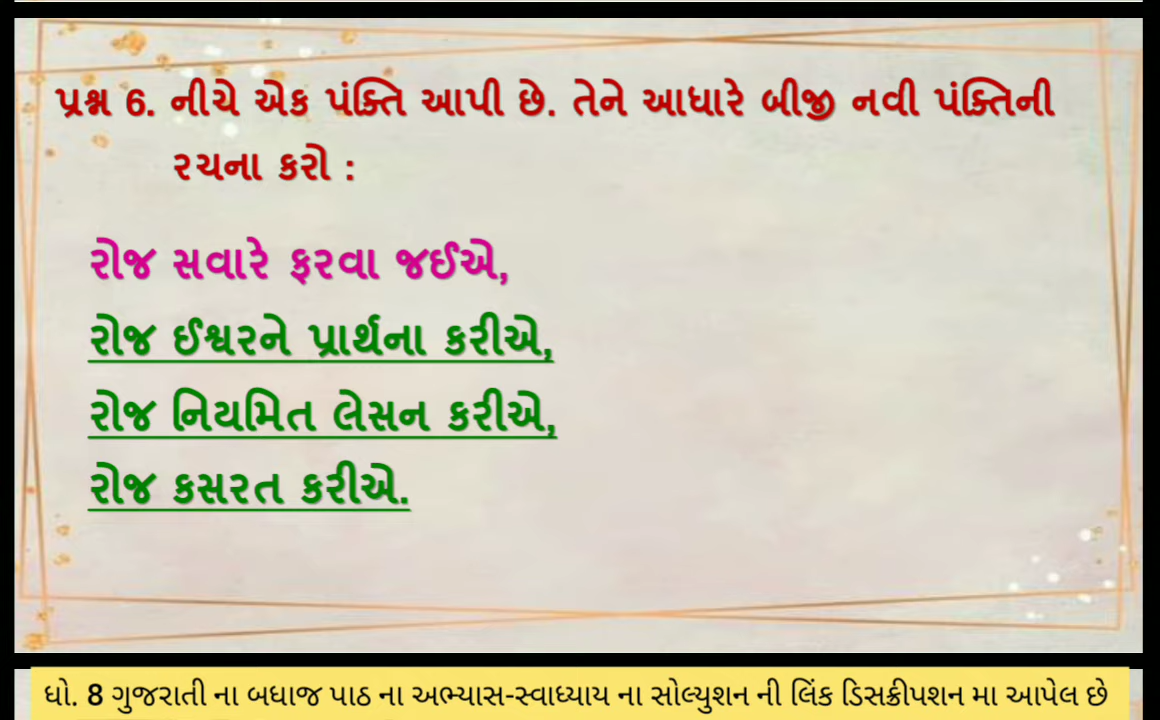 પ્રશ્ન 6. નીચે એક પંક્તિ આપી છે. તેને આધારે બીજી નવી પંક્તિની
રચના કરો :
રોજ સવારે ફરવા જઈએ,
રોજ ઈશ્વરને પ્રાર્થના કરીએ,
રોજ નિયમિત લેસન કરીએ,
રોજ કસરત કરીએ.
ધો. 8 ગુજરાતી ના બધાજ પાઠ ના અભ્યાસ-સ્વાધ્યાય ના સોલ્યુશન ની લિંક ડિસક્રીપશન મા આપેલ છે